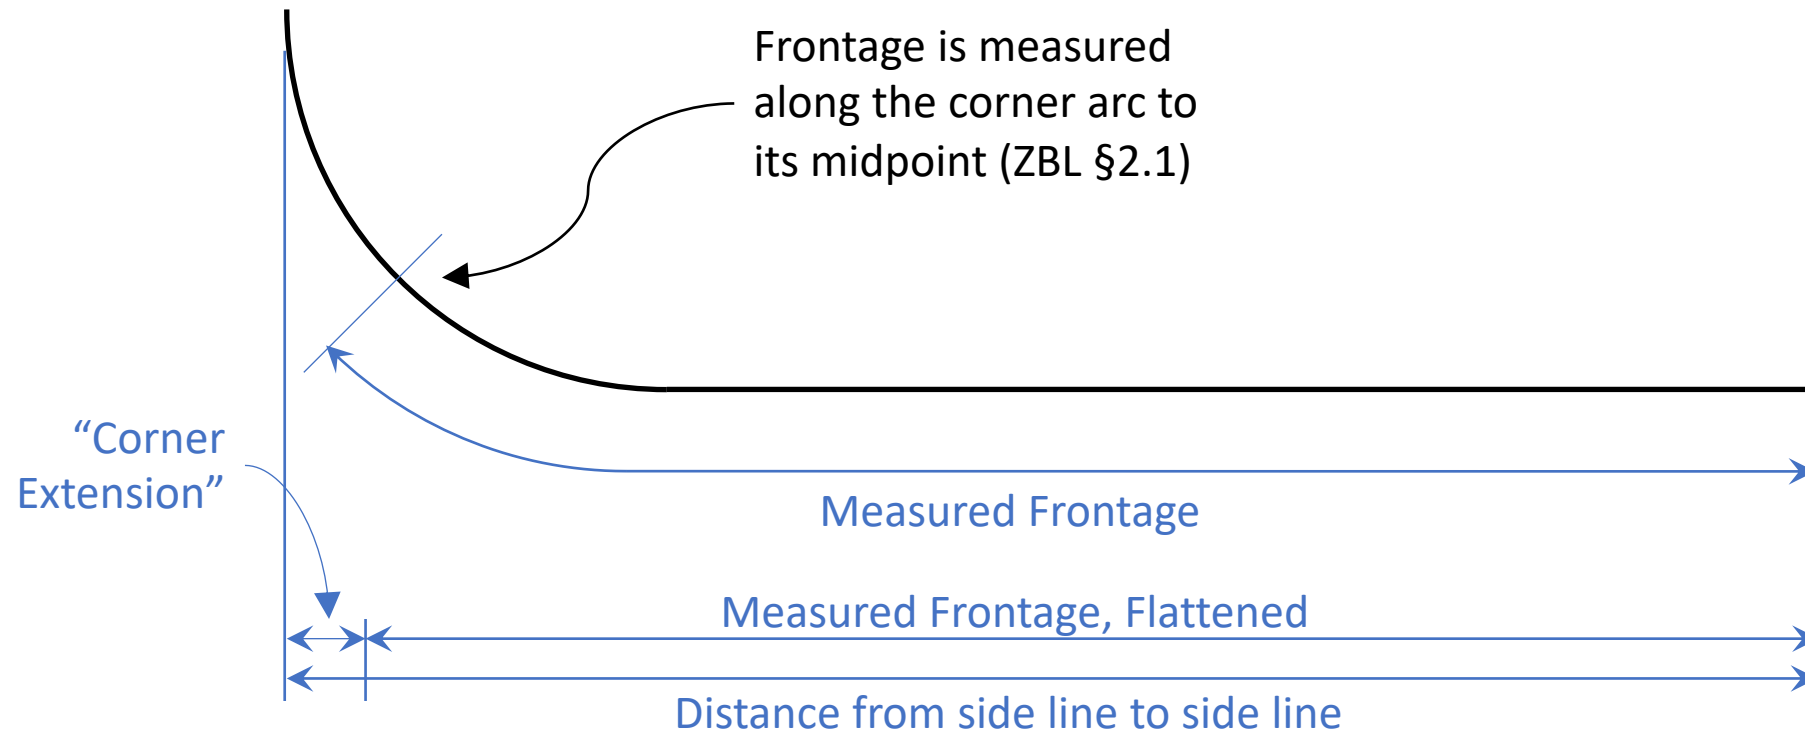 Frontage is measured
along the corner arc to
its midpoint (ZBL §2.1)
“Corner
Extension”
Measured Frontage
Measured Frontage, Flattened
Distance from side line to side line